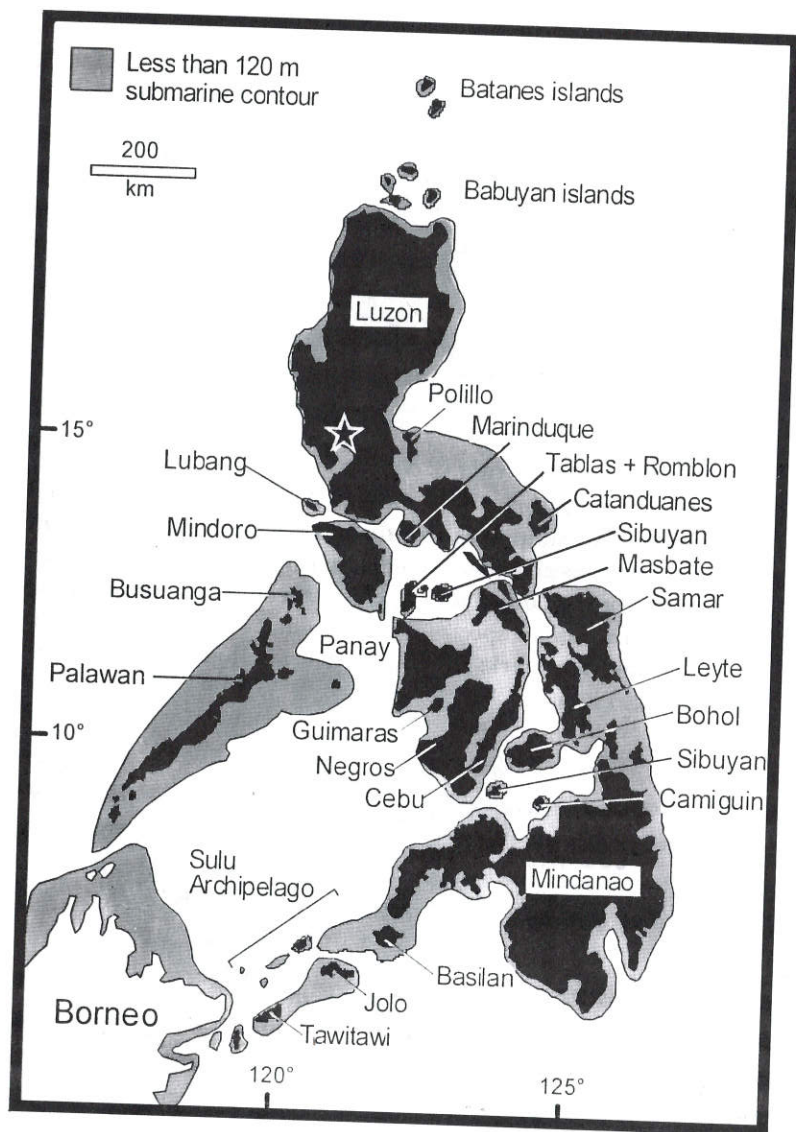 Less than 120 m
submarine contour
200
km
Batanes islands
Babuyan islands
Luzon
Polillo
15°
Marinduque
Lubang
Tablas + Romblon
Catanduanes
Mindoro
Sibuyan
Masbate
Busuanga
Samar
Panay
Palawan
Leyte
Bohol
10°
Guimaras
Negros
Sibuyan
Cebu
Camiguin
Sulu
Archipelago
Mindanao
Basilan
Jolo
Borneo
Tawitawi
120°
125°